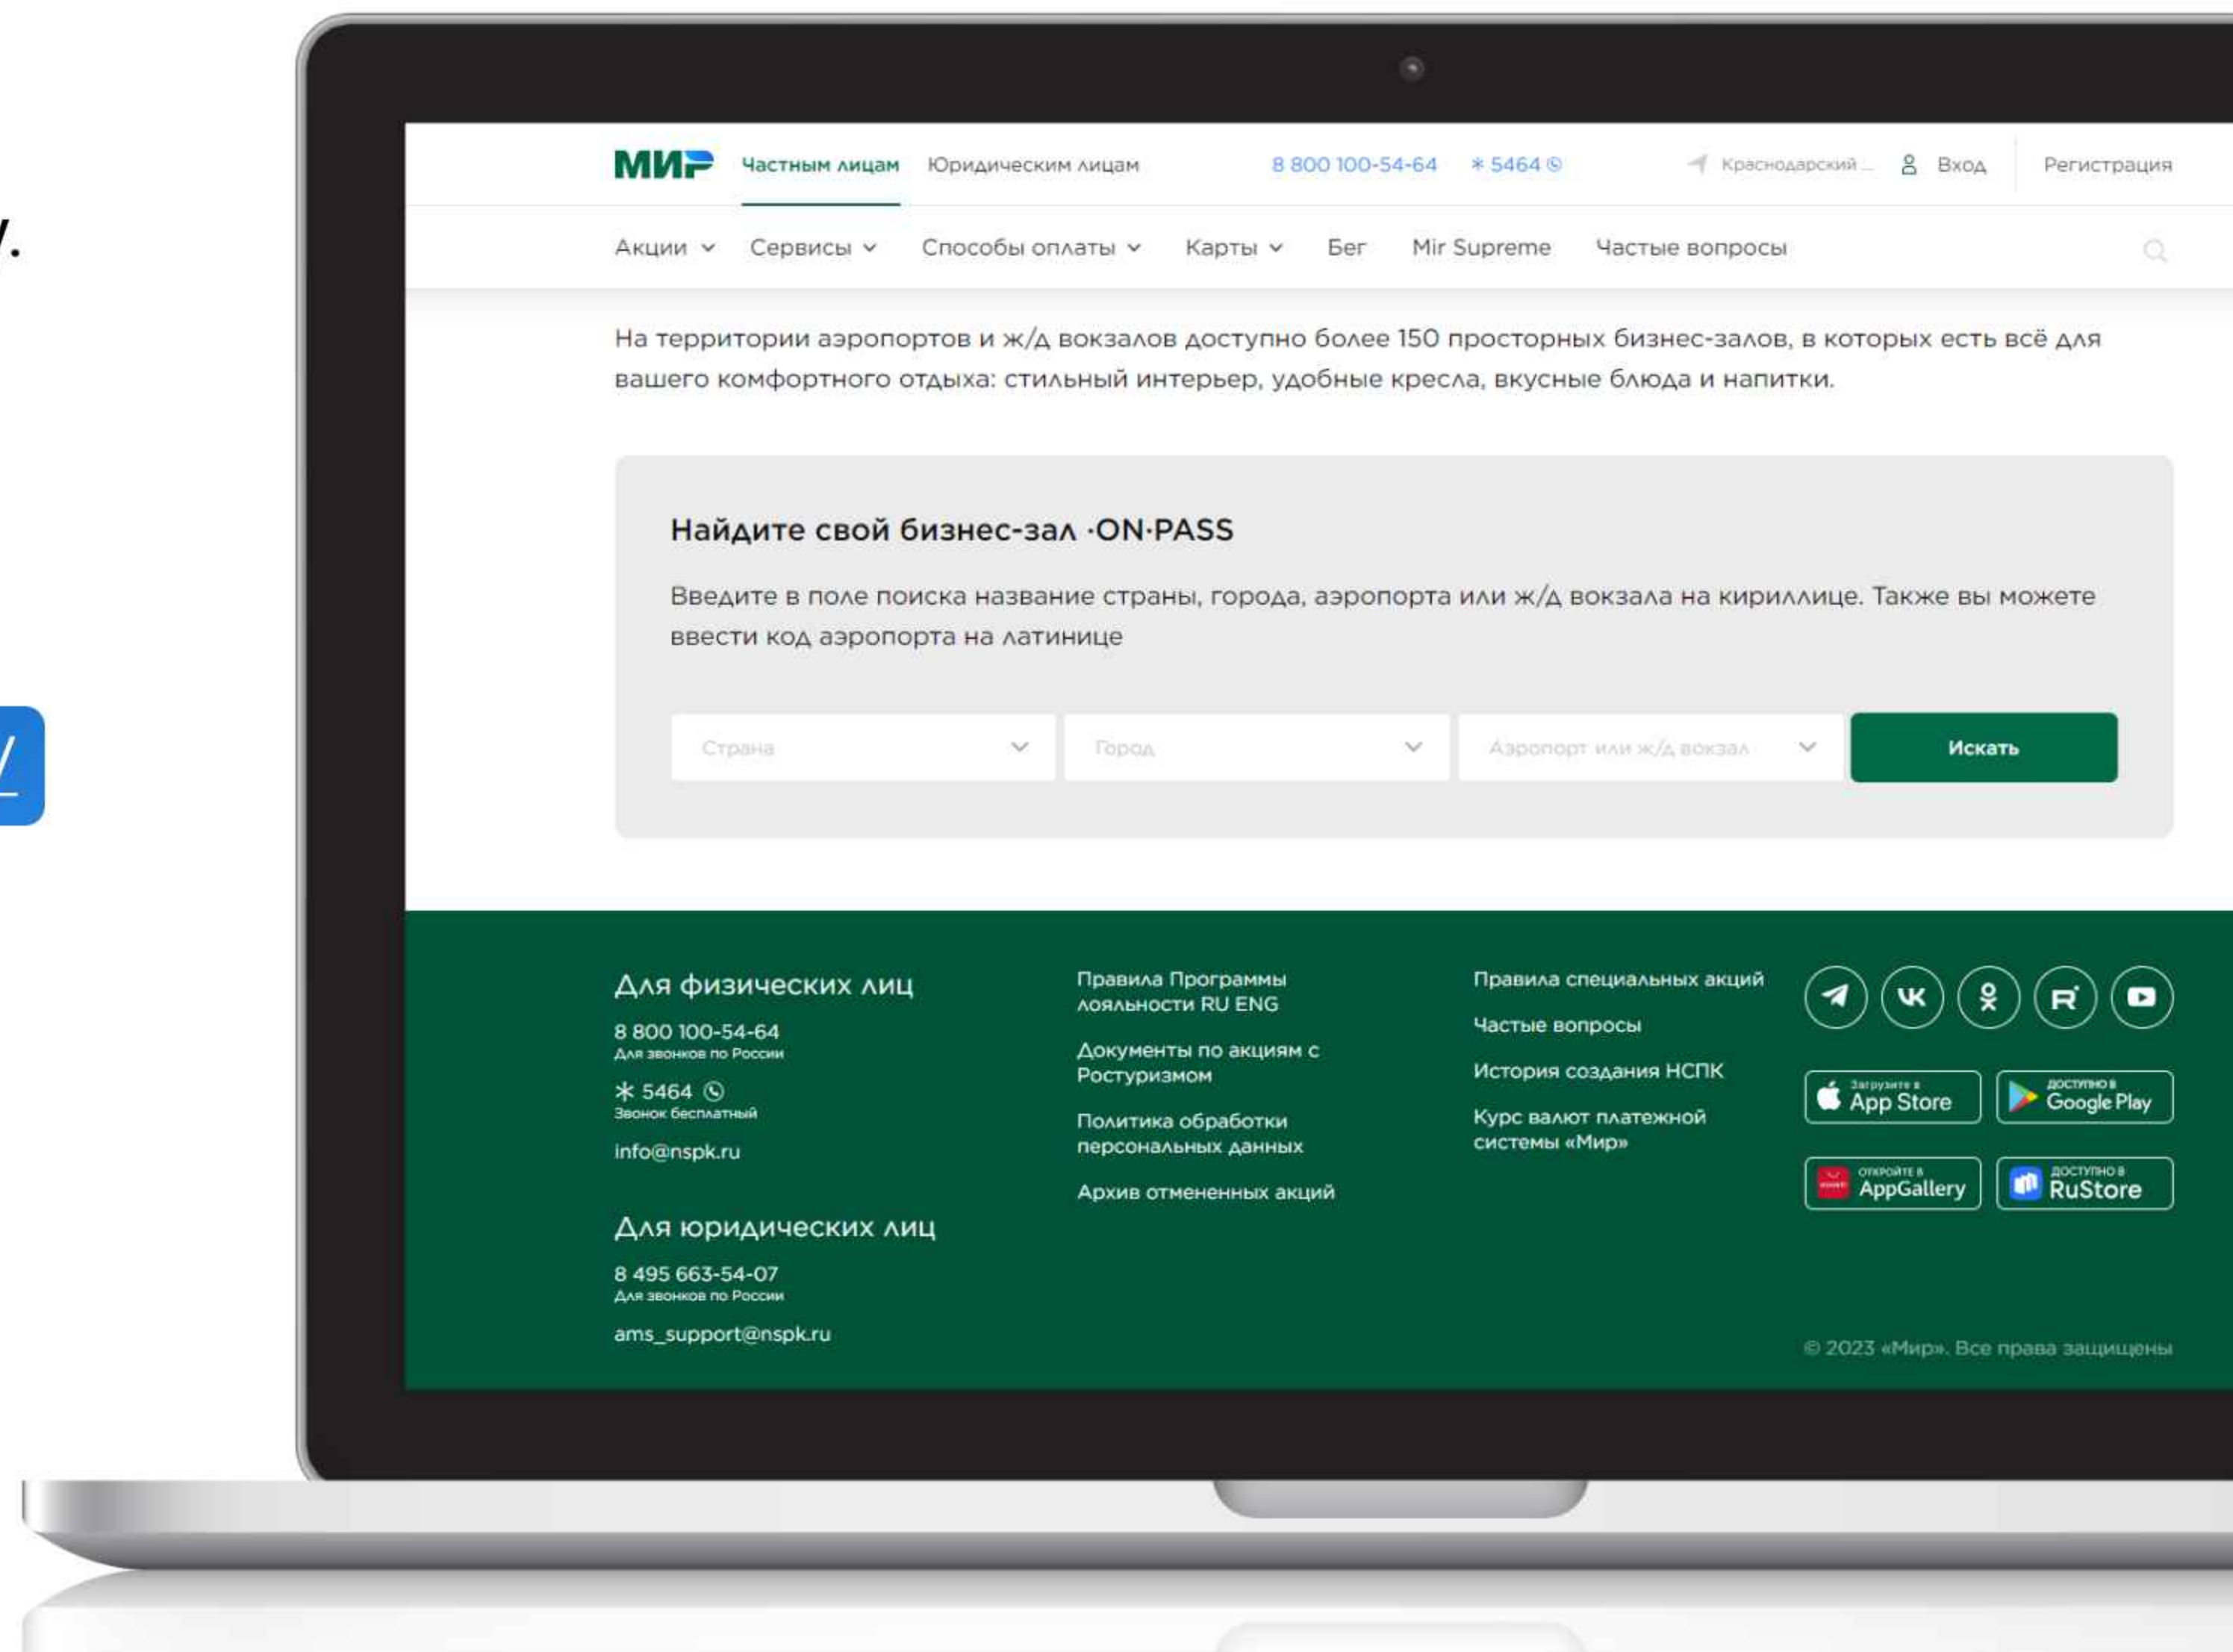 МИР Частным лицам Юридическим лицам 8 800 100-54-64 * 5464 Краснодарский ... Вход Регистрация
Акции Сервисы Способы оплаты Карты Бег Mir Supreme Частые вопросы
На территории аэропортов и ж/д вокзалов доступно более 150 просторных бизнес-залов, в которых есть всё для
вашего комфортного отдыха: стильный интерьер, удобные кресла, вкусные блюда и напитки.
Найдите свой бизнес-зал ·ON·PASS
Введите в поле поиска название страны, города, аэропорта или ж/д вокзала на кириллице. Также вы можете
ввести код аэропорта на латинице
Страна Город Аэропорт или ж/д вокзал Искать
Для физических лиц
8 800 100-54-64
Для звонков по России
* 5464
Звонок бесплатный
info@nspk.ru
Для юридических лиц
8 495 663-54-07
Для звонков по России
ams_support@nspk.ru
Правила Программы
лояльности RU ENG
Документы по акциям с
Ростуризмом
Политика обработки
персональных данных
Архив отмененных акций
Правила специальных акций
Частые вопросы
История создания НСПК
Курс валют платежной
системы «Мир»
Загрузите в
App Store
ДОСТУПНО В
Google Play
ОТКРОЙТЕ В
AppGallery
ДОСТУПНО В
RuStore
© 2023 «Мир». Все права защищены